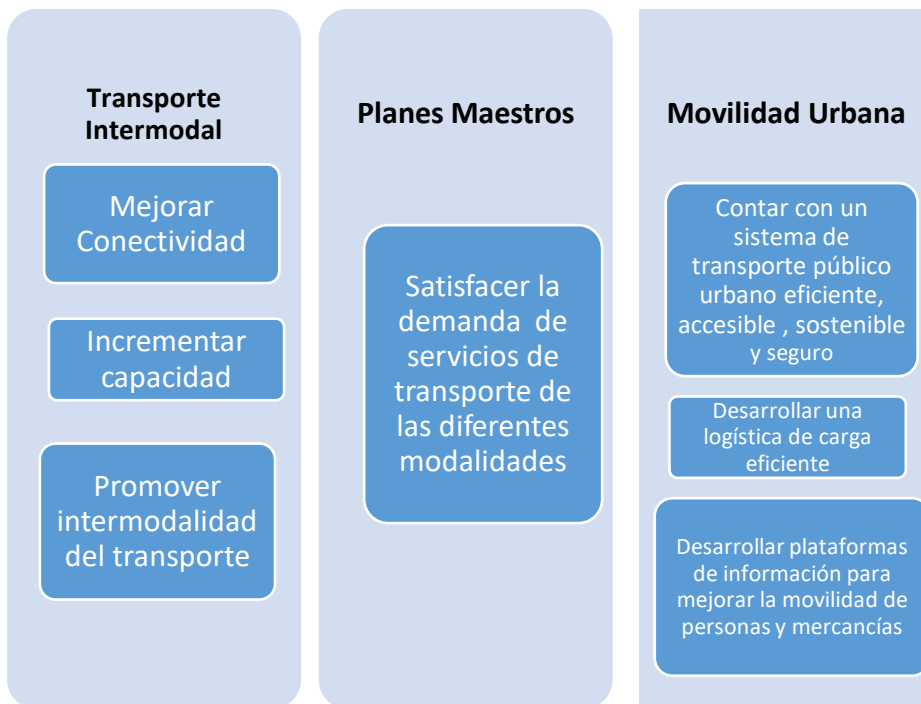 Transporte
Intermodal
Mejorar
Conectividad
Incrementar
capacidad
Promover
intermodalidad
del transporte
Planes Maestros
Satisfacer la
demanda de
servicios de
transporte de
las diferentes
modalidades
Movilidad Urbana
Contar con un
sistema de
transporte público
urbano eficiente,
accesible , sostenible
y seguro
Desarrollar una
logística de carga
eficiente
Desarrollar plataformas
de información para
mejorar la movilidad de
personas y mercancías